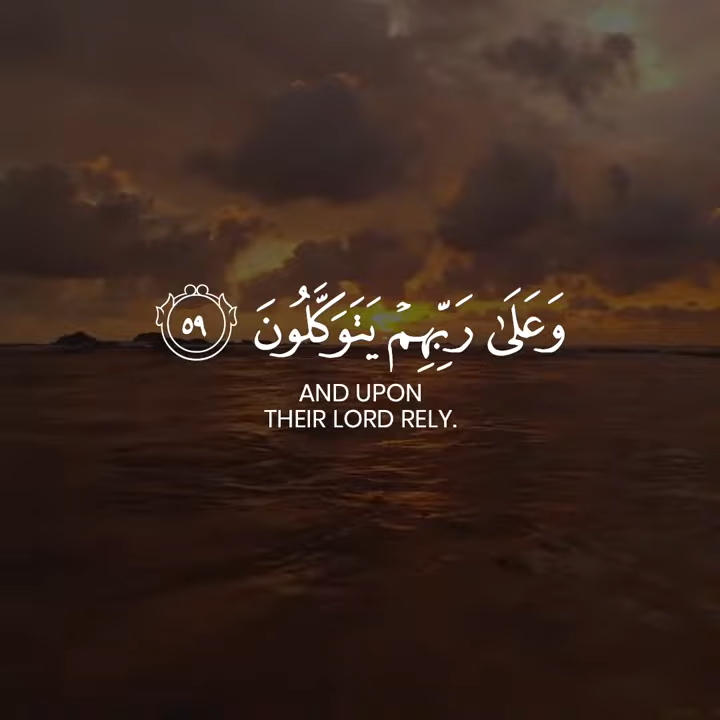 وَعَلَىٰ رَبِّهِمْ يَتَوَكَّلُونَ ٥٩
AND UPON
THEIR LORD RELY.